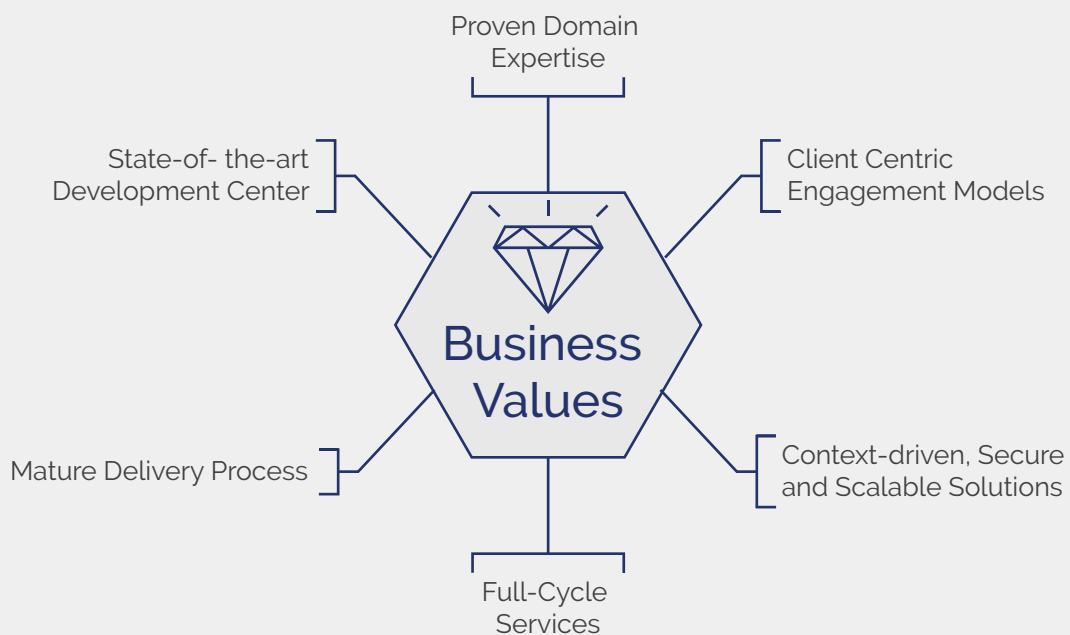 Proven Domain
Expertise
State-of- the-art
Development Center
Client Centric
Engagement Models
Business
Values
Mature Delivery Process
Context-driven, Secure
and Scalable Solutions
Full-Cycle
Services